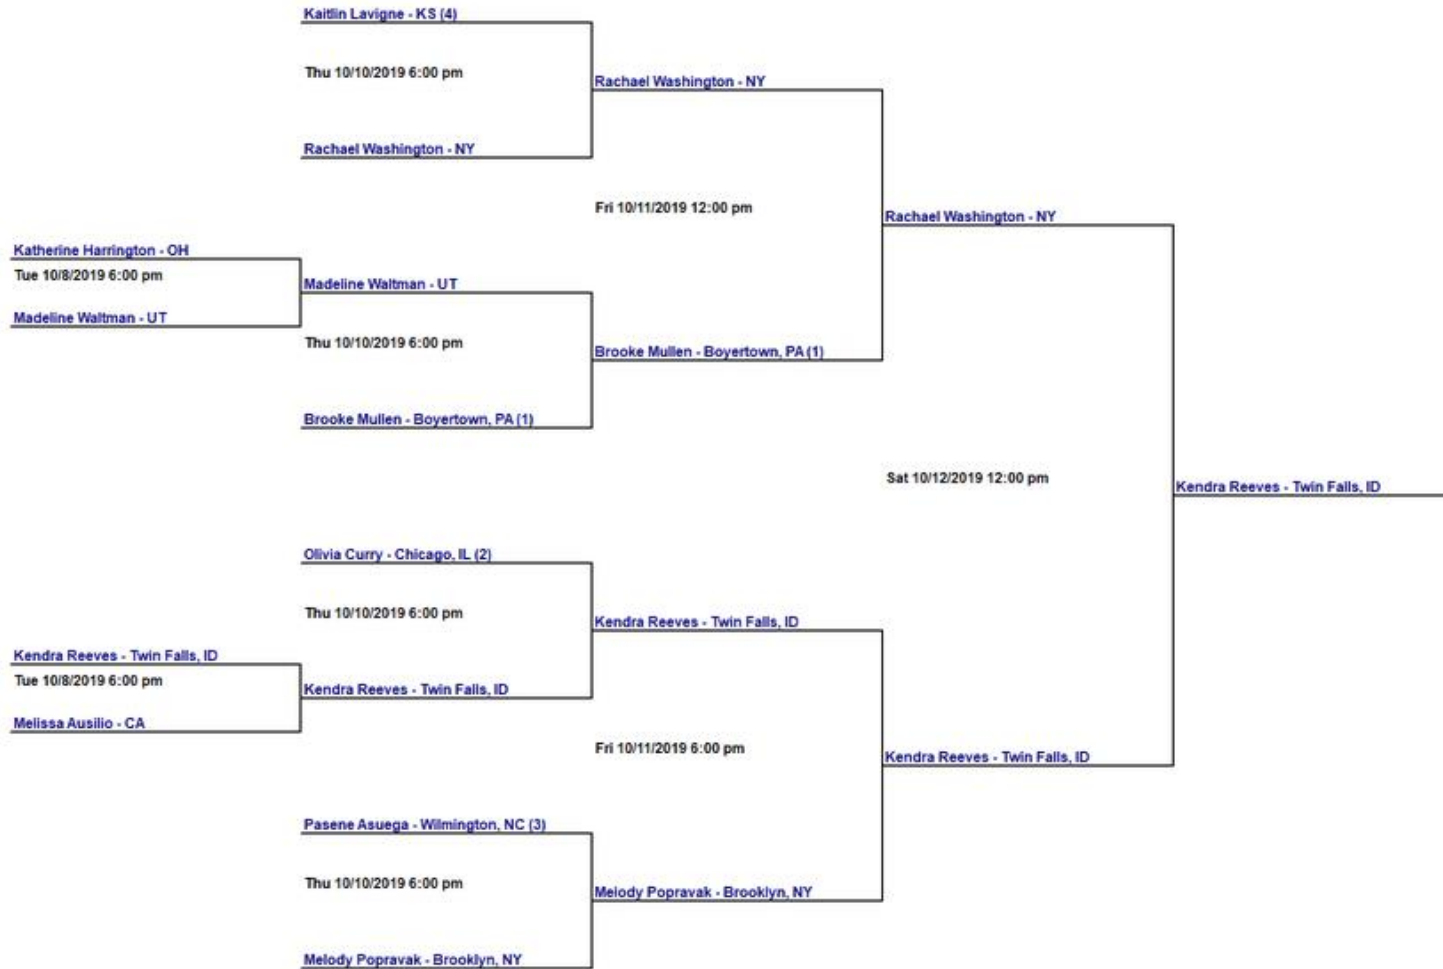 Kaitlin Lavigne - KS (4)
Thu 10/10/2019 6:00 pm
Rachael Washington - NY
Rachael Washington - NY
Fri 10/11/2019 12:00 pm
Rachael Washington - NY
Katherine Harrington - OH
Tue 10/8/2019 6:00 pm
Madeline Waltman - UT
Madeline Waltman - UT
Thu 10/10/2019 6:00 pm
Brooke Mullen - Boyertown, PA (1)
Brooke Mullen - Boyertown, PA (1)
Sat 10/12/2019 12:00 pm
Kendra Reeves - Twin Falls, ID
Olivia Curry - Chicago, IL (2)
Thu 10/10/2019 6:00 pm
Kendra Reeves - Twin Falls, ID
Kendra Reeves - Twin Falls, ID
Tue 10/8/2019 6:00 pm
Kendra Reeves - Twin Falls, ID
Melissa Ausilio - CA
Fri 10/11/2019 6:00 pm
Kendra Reeves - Twin Falls, ID
Pasene Asuega - Wilmington, NC (3)
Thu 10/10/2019 6:00 pm
Melody Popravak - Brooklyn, NY
Melody Popravak - Brooklyn, NY